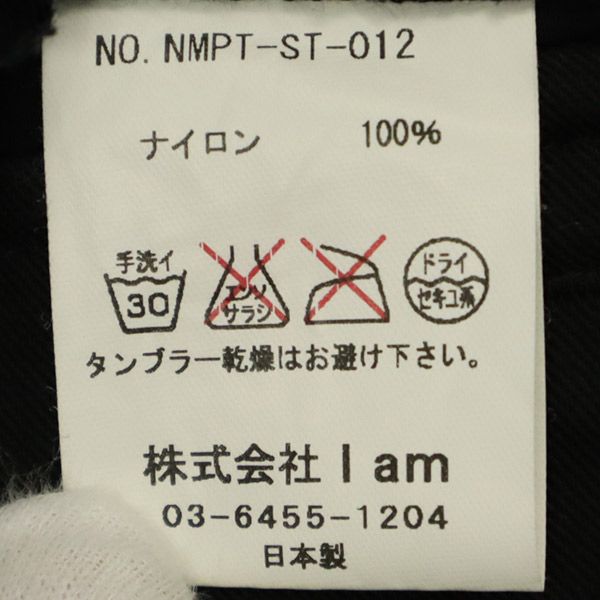 NO. NMPT-ST-012
ナイロン 100%
手洗イ
30
エンソ
サラシ
ドライ
セキユ系
タンブラー乾燥はお避け下さい。
株式会社 I am
03-6455-1204
日本製